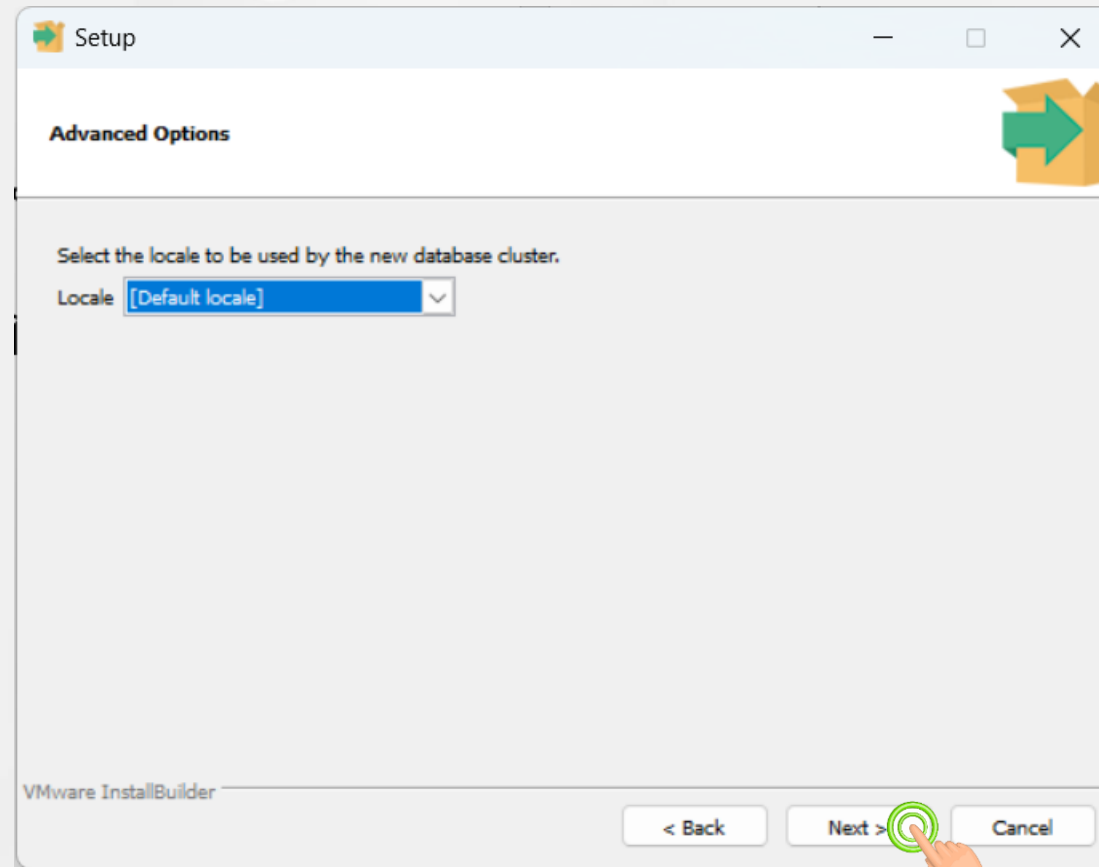 Setup
Advanced Options
Select the locale to be used by the new database cluster.
Locale [Default locale]
VMware InstallBuilder
< Back Next > Cancel